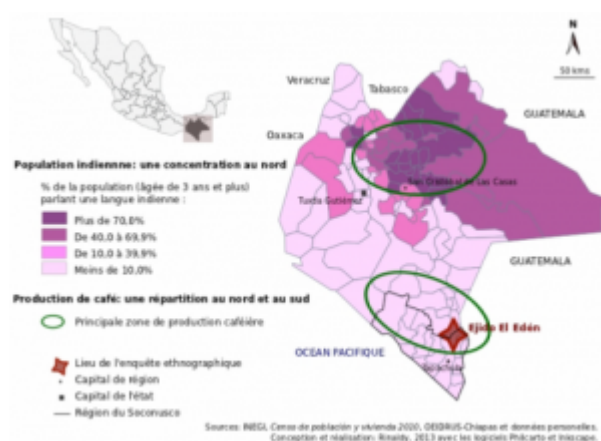 N
50 kms
Veracruz
Tabasco
GUATEMALA
Oaxaca
Population indienne: une concentration au nord
% de la population (âgée de 3 ans et plus)
parlant une langue indienne :
Plus de 70,0%
De 40,0 à 69,9%
De 10,0 à 39,9%
Moins de 10,0%
San Cristobal de Las Casas
Tuxtla Gutiérrez
GUATEMALA
Production de café: une répartition au nord et au sud
Principale zone de production caféière
Ejido El Edén
OCEAN PACIFIQUE
Lieu de l'enquête ethnographique
Capital de région
Capital de l'état
Région du Soconusco
Sources: INEGI, Censo de población y vivienda 2020, OEIDRUS-Chiapas et données personelles.
Conception et réalisation: Rinaldy, 2013 avec les logiciels Philcarto et Inkscape.